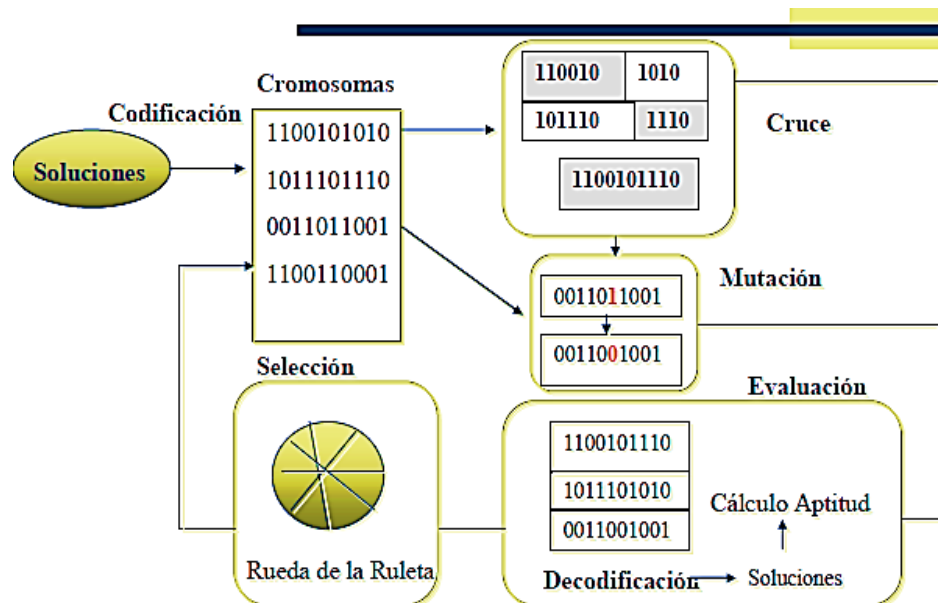 Codificación
Soluciones
Cromosomas
1100101010
1011101110
0011011001
1100110001
110010 1010
101110 1110
1100101110
Cruce
Mutación
0011011001
0011001001
Selección
Rueda de la Ruleta
Evaluación
1100101110
1011101010
0011001001
Cálculo Aptitud
Decodificación Soluciones